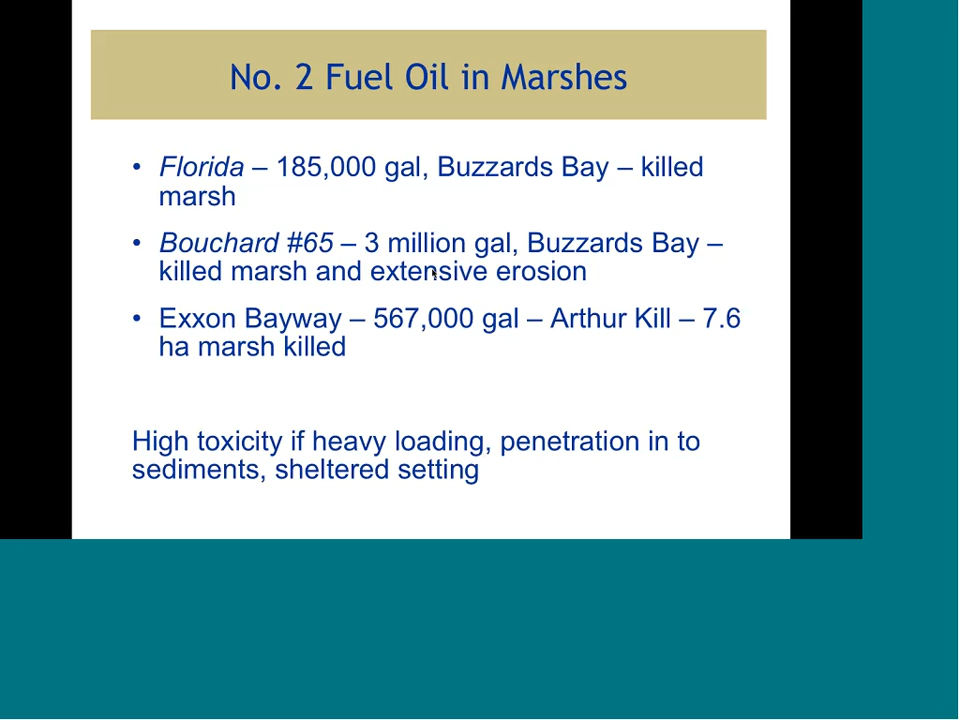 No. 2 Fuel Oil in Marshes
• Florida – 185,000 gal, Buzzards Bay – killed
marsh
• Bouchard #65 – 3 million gal, Buzzards Bay –
killed marsh and extensive erosion
• Exxon Bayway – 567,000 gal – Arthur Kill – 7.6
ha marsh killed
High toxicity if heavy loading, penetration in to
sediments, sheltered setting